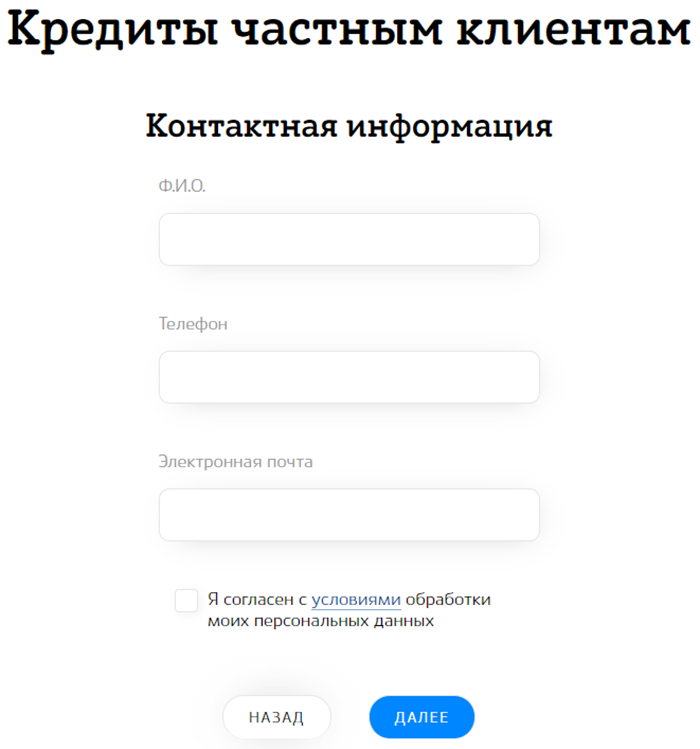 Кредиты частным клиентам
Контактная информация
Ф.И.О.
Телефон
Электронная почта
Я согласен с условиями обработки
моих персональных данных
НАЗАД
ДАЛЕЕ